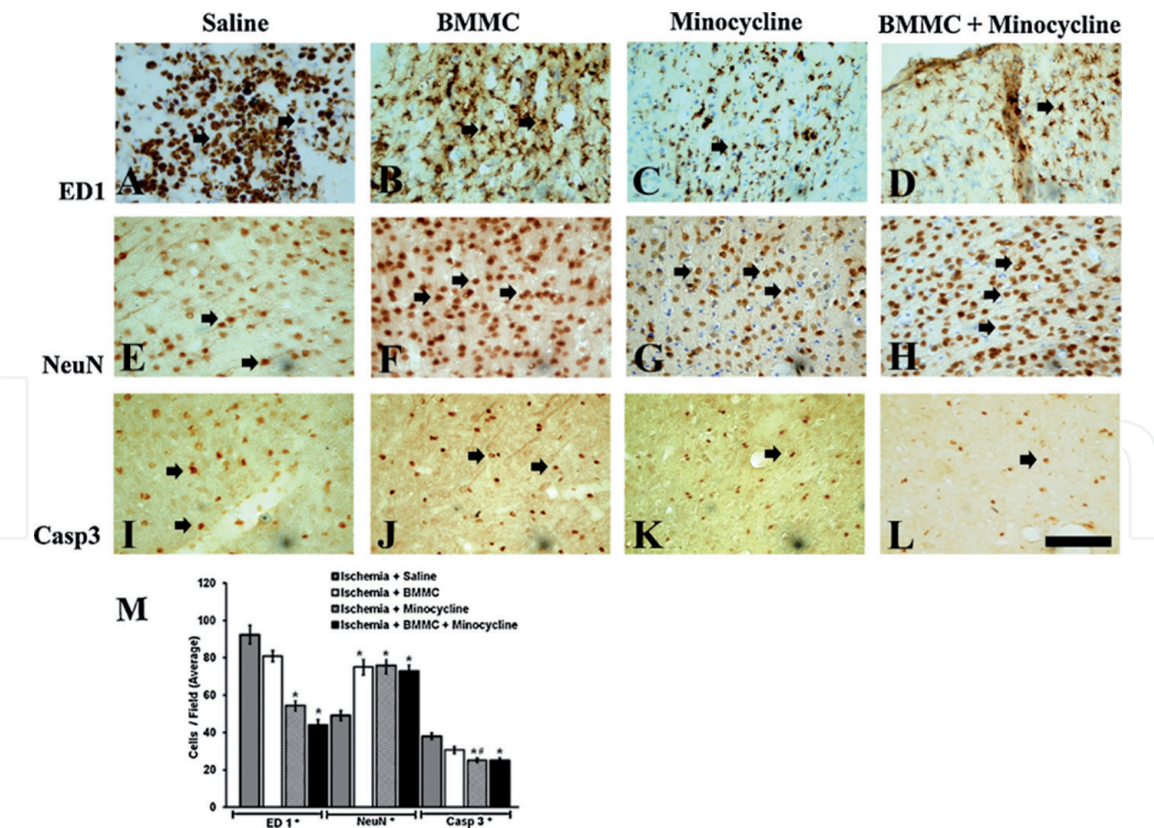 Saline BMMC Minocycline BMMC + Minocycline
A B C D
ED1
E F G H
NeuN
I J K L
Casp3
M
Ischemia + Saline
Ischemia + BMMC
Ischemia + Minocycline
Ischemia + BMMC + Minocycline
Cells / Field (Average)
120
100
80
60
40
20
0
* * * * * *# *
ED 1+ NeuN+ Casp 3+